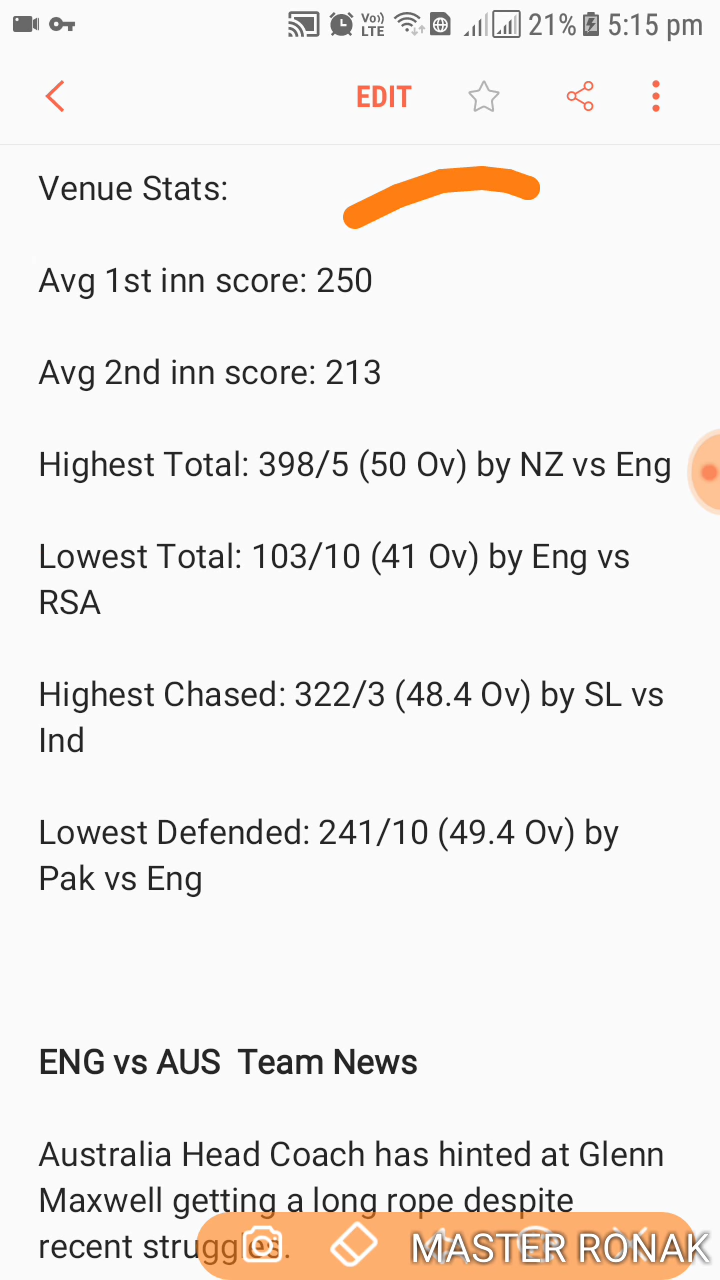 Vo)) LTE 21% 5:15 pm
EDIT
Venue Stats:
Avg 1st inn score: 250
Avg 2nd inn score: 213
Highest Total: 398/5 (50 Ov) by NZ vs Eng
Lowest Total: 103/10 (41 Ov) by Eng vs
RSA
Highest Chased: 322/3 (48.4 Ov) by SL vs
Ind
Lowest Defended: 241/10 (49.4 Ov) by
Pak vs Eng
ENG vs AUS Team News
Australia Head Coach has hinted at Glenn
Maxwell getting a long rope despite
recent struggles.
MASTER RONAK